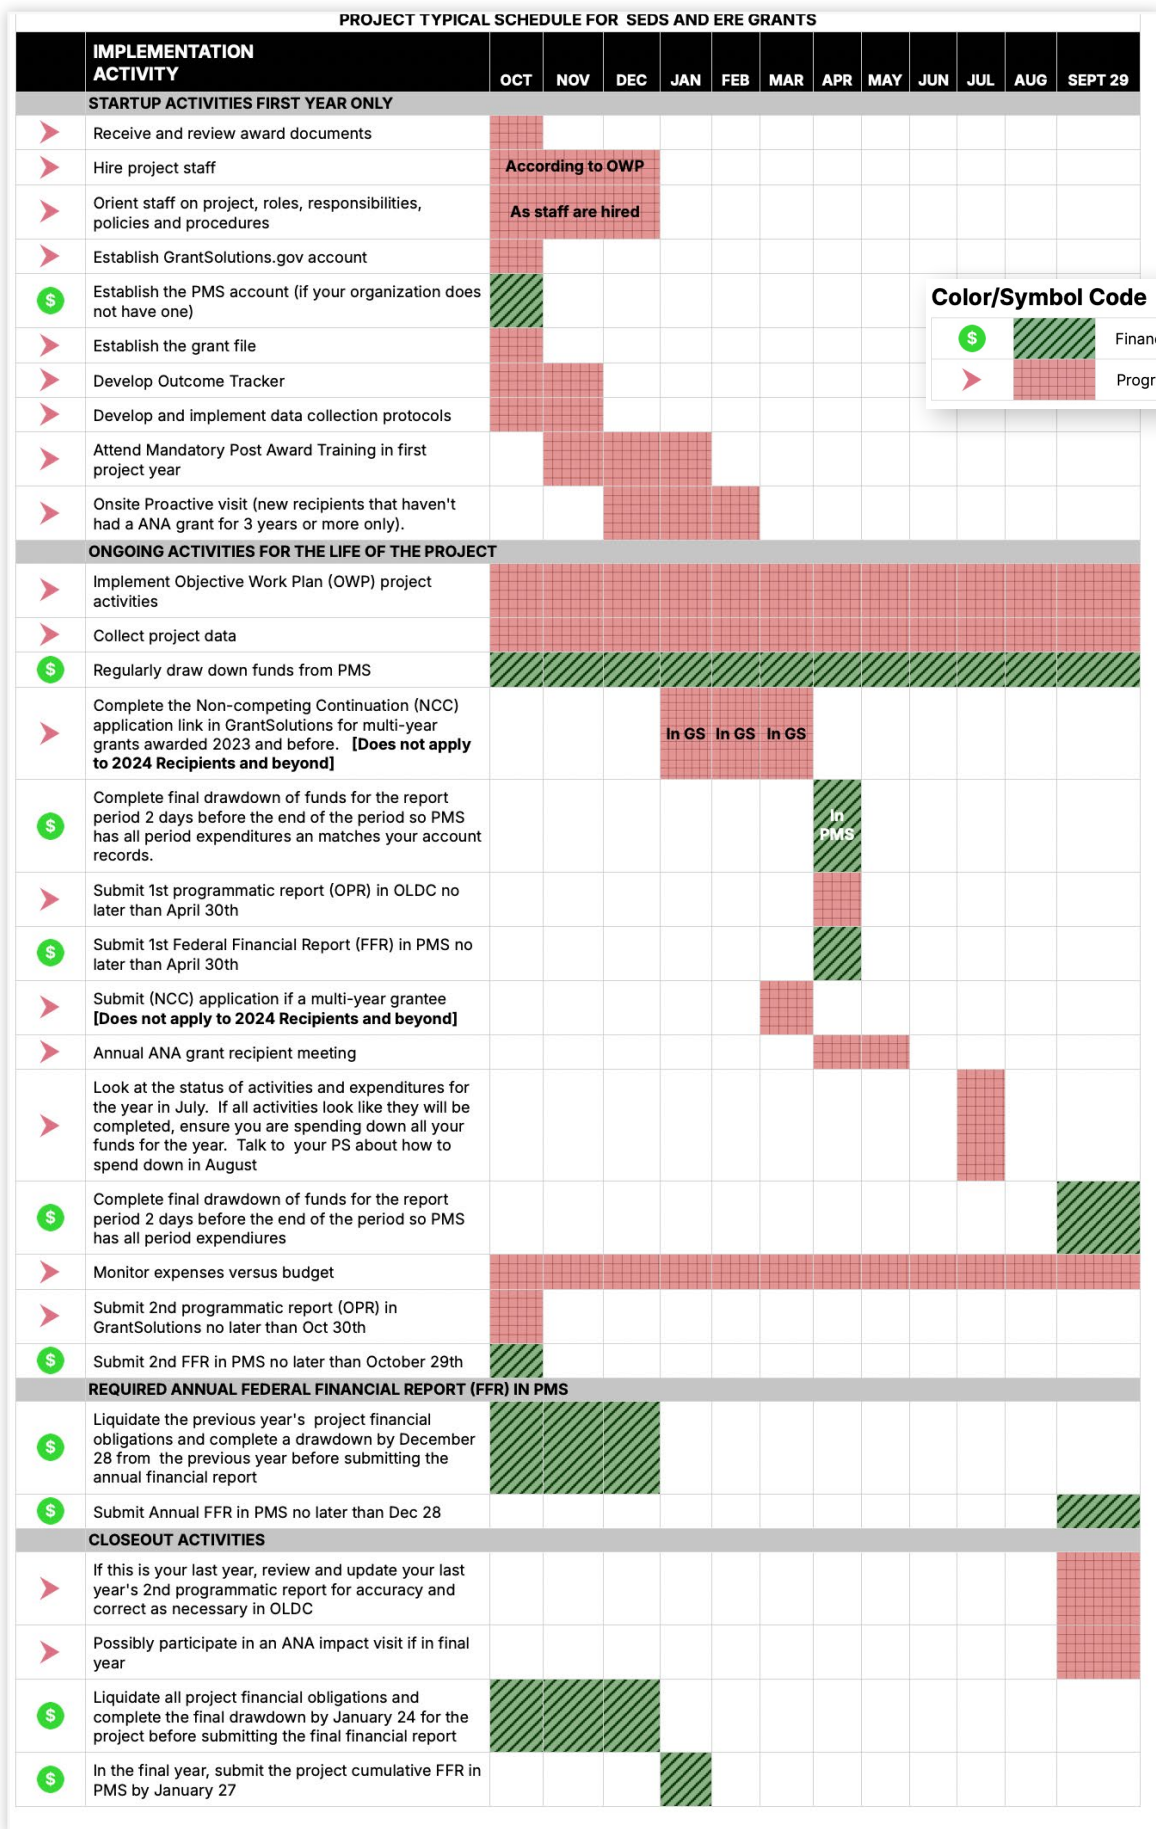 PROJECT TYPICAL SCHEDULE FOR SEDS AND ERE GRANTS
IMPLEMENTATION
ACTIVITY
OCT NOV DEC JAN FEB MAR APR MAY JUN JUL AUG SEPT 29
STARTUP ACTIVITIES FIRST YEAR ONLY
Receive and review award documents
Hire project staff
According to OWP
Orient staff on project, roles, responsibilities,
policies and procedures
As staff are hired
Establish GrantSolutions.gov account
$
Establish the PMS account (if your organization does
not have one)
Color/Symbol Code
$ Finan
Progr
Establish the grant file
Develop Outcome Tracker
Develop and implement data collection protocols
Attend Mandatory Post Award Training in first
project year
Onsite Proactive visit (new recipients that haven't
had a ANA grant for 3 years or more only).
ONGOING ACTIVITIES FOR THE LIFE OF THE PROJECT
Implement Objective Work Plan (OWP) project
activities
Collect project data
$ Regularly draw down funds from PMS
Complete the Non-competing Continuation (NCC)
application link in GrantSolutions for multi-year
grants awarded 2023 and before. [Does not apply
to 2024 Recipients and beyond]
In GS In GS In GS
$
Complete final drawdown of funds for the report
period 2 days before the end of the period so PMS
has all period expenditures an matches your account
records.
In
PMS
Submit 1st programmatic report (OPR) in OLDC no
later than April 30th
$
Submit 1st Federal Financial Report (FFR) in PMS no
later than April 30th
Submit (NCC) application if a multi-year grantee
[Does not apply to 2024 Recipients and beyond]
Annual ANA grant recipient meeting
Look at the status of activities and expenditures for
the year in July. If all activities look like they will be
completed, ensure you are spending down all your
funds for the year. Talk to your PS about how to
spend down in August
$
Complete final drawdown of funds for the report
period 2 days before the end of the period so PMS
has all period expendiures
Monitor expenses versus budget
Submit 2nd programmatic report (OPR) in
GrantSolutions no later than Oct 30th
$ Submit 2nd FFR in PMS no later than October 29th
REQUIRED ANNUAL FEDERAL FINANCIAL REPORT (FFR) IN PMS
$
Liquidate the previous year's project financial
obligations and complete a drawdown by December
28 from the previous year before submitting the
annual financial report
$ Submit Annual FFR in PMS no later than Dec 28
CLOSEOUT ACTIVITIES
If this is your last year, review and update your last
year's 2nd programmatic report for accuracy and
correct as necessary in OLDC
Possibly participate in an ANA impact visit if in final
year
$
Liquidate all project financial obligations and
complete the final drawdown by January 24 for the
project before submitting the final financial report
$
In the final year, submit the project cumulative FFR in
PMS by January 27